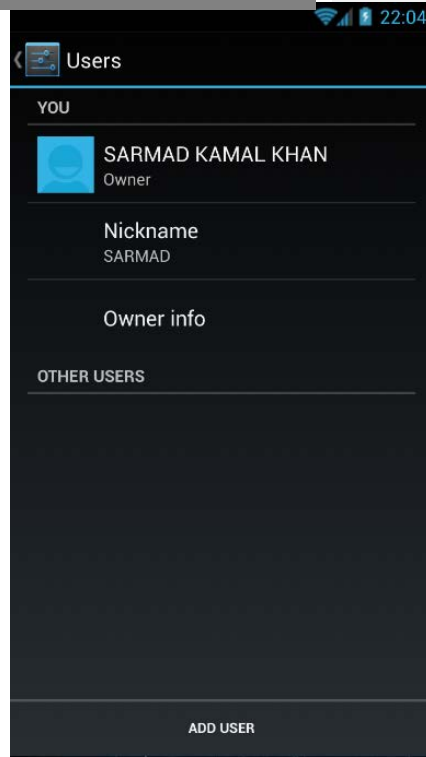 22:04
Users
YOU
SARMAD KAMAL KHAN
Owner
Nickname
SARMAD
Owner info
OTHER USERS
ADD USER